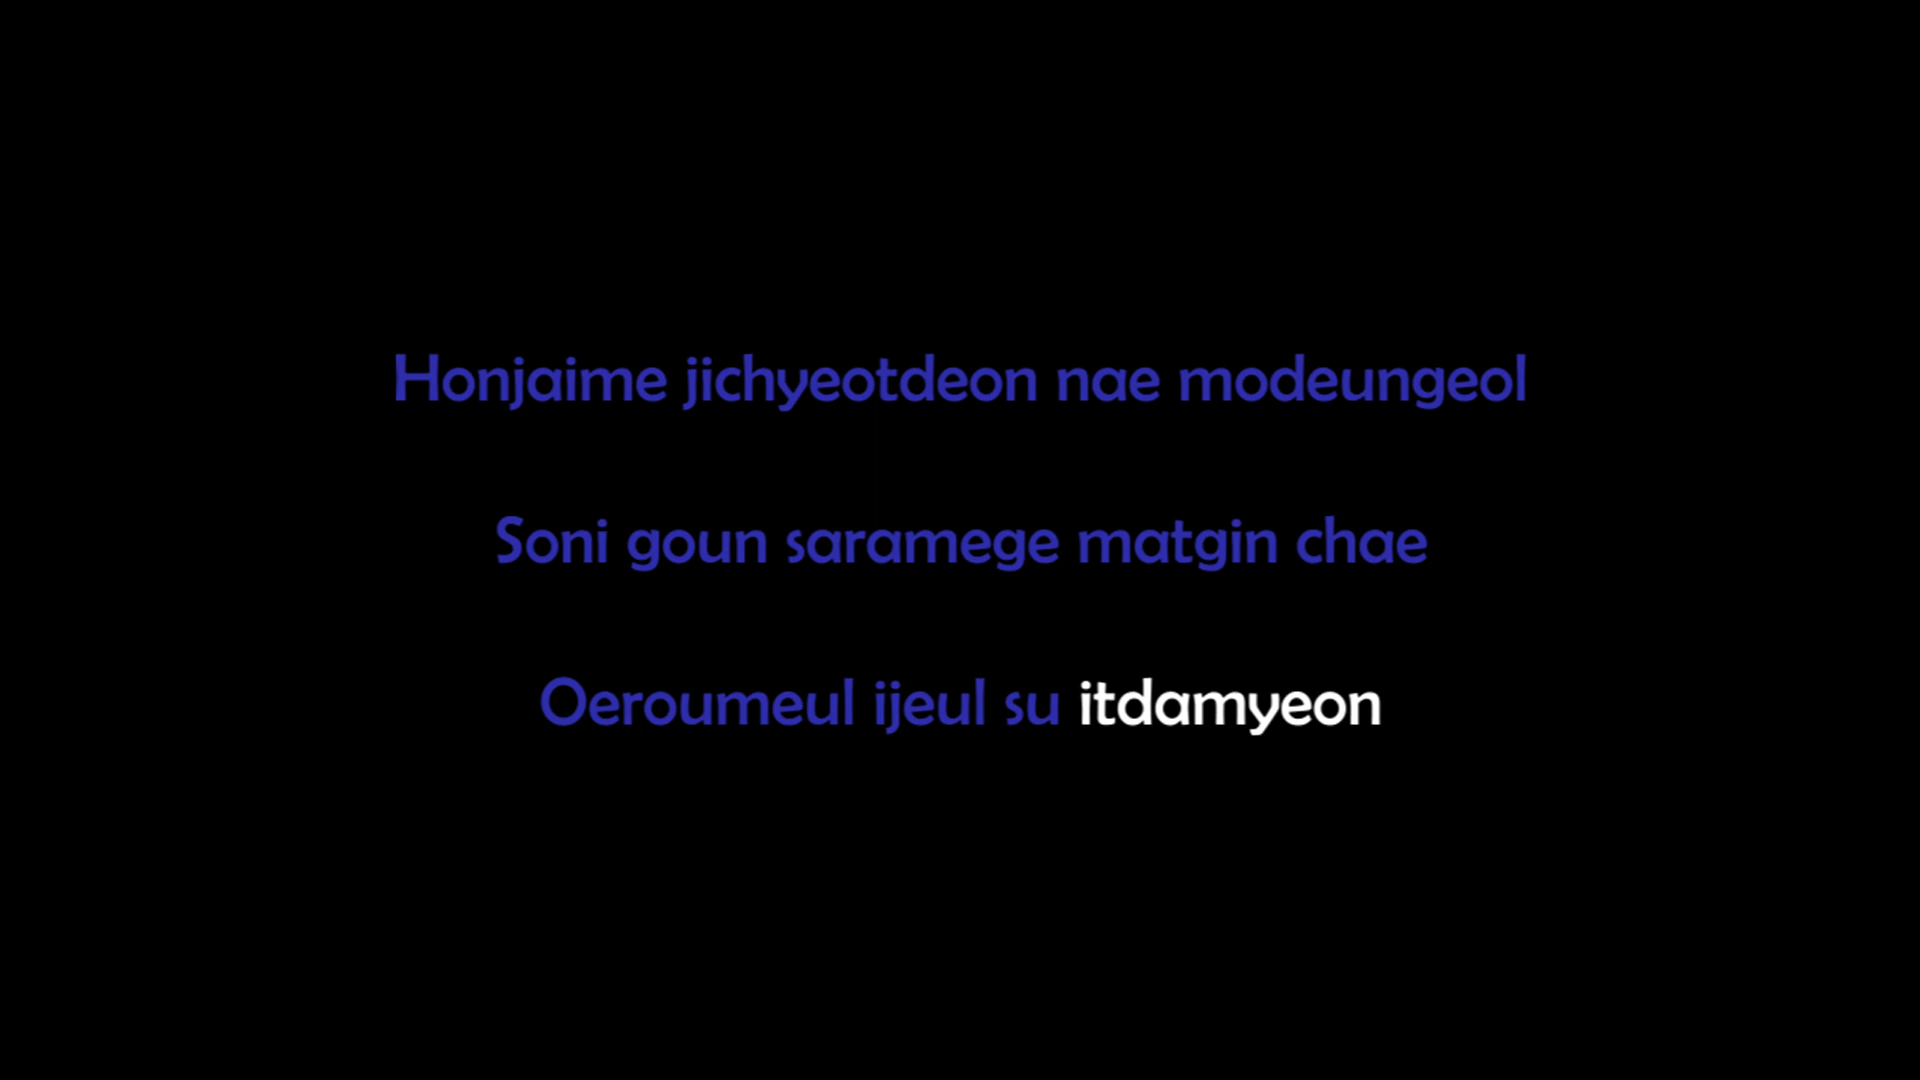 Honjaime jichyeotdeon nae modeungeol
Soni goun saramege matgin chae
Oeroumeul ijeul su itdamyeon